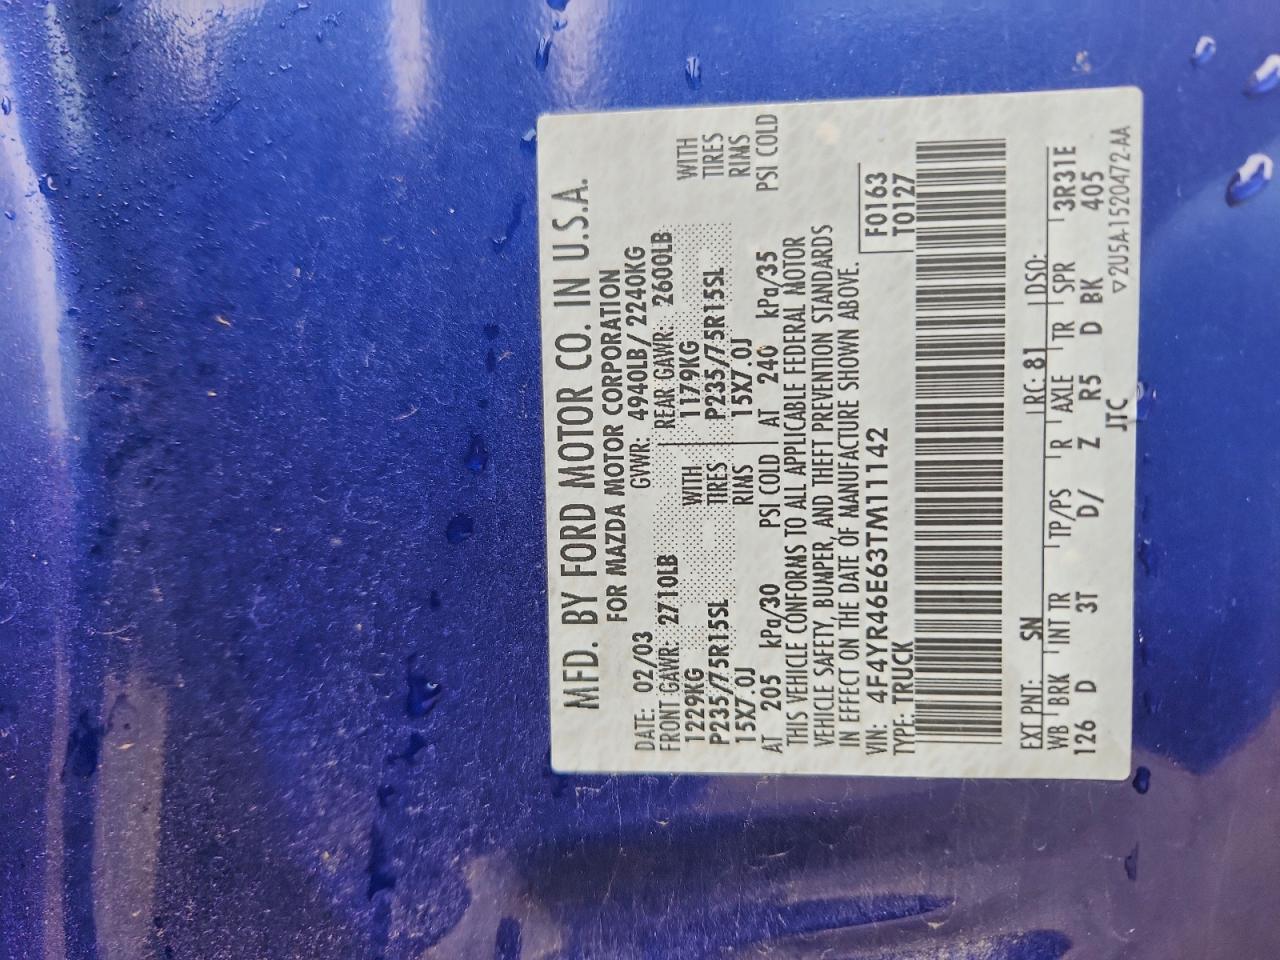 MFD. BY FORD MOTOR CO. IN U.S.A.
FOR MAZDA MOTOR CORPORATION
DATE: 02/03 GVWR: 4940LB/ 2240KG
FRONT GAWR: 2710LB REAR GAWR: 2600LB
1229KG WITH 1179KG WITH
P235/75R15SL TIRES P235/75R15SL TIRES
15X7.0J RIMS 15X7.0J RIMS
AT 205 kPa/30 PSI COLD AT 240 kPa/35 PSI COLD
THIS VEHICLE CONFORMS TO ALL APPLICABLE FEDERAL MOTOR
VEHICLE SAFETY, BUMPER, AND THEFT PREVENTION STANDARDS
IN EFFECT ON THE DATE OF MANUFACTURE SHOWN ABOVE.
VIN: 4F4YR46E63TM11142 F0163
TYPE: TRUCK T0127
EXT PNT: SN RC: 81 DSO:
WB BRK INT TR TP/PS R AXLE TR SPR 3R31E
126 D 3T D/ Z R5 D BK 405
JTC ▽2U5A-1520472-AA